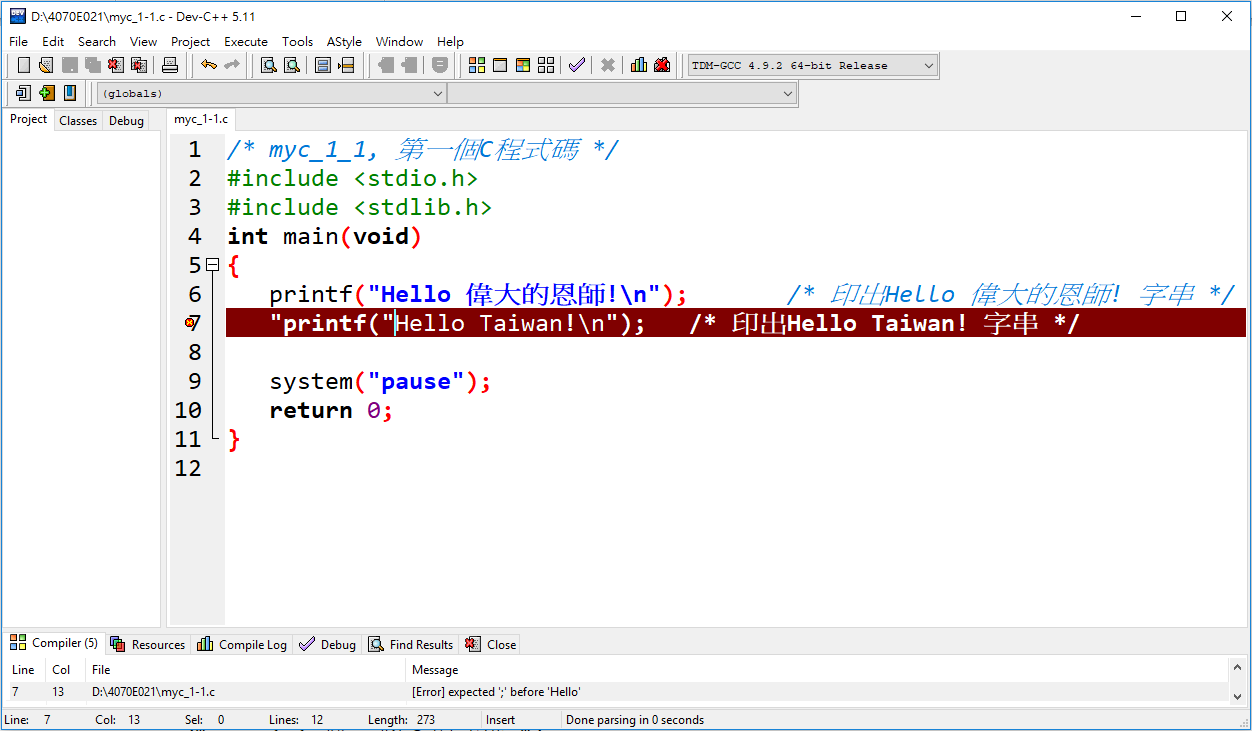 D:\4070E021\myc_1-1.c - Dev-C++ 5.11
File Edit Search View Project Execute Tools AStyle Window Help
TDM-GCC 4.9.2 64-bit Release
(globals)
Project Classes Debug myc_1-1.c
1 /* myc_1_1, 第一個C程式碼 */
2 #include <stdio.h>
3 #include <stdlib.h>
4 int main(void)
5 {
6 printf("Hello 偉大的恩師!\n"); /* 印出Hello 偉大的恩師! 字串 */
7 "printf("Hello Taiwan!\n"); /* 印出Hello Taiwan! 字串 */
8
9 system("pause");
10 return 0;
11 }
12
Compiler (5) Resources Compile Log Debug Find Results Close
Line Col File Message
7 13 D:\4070E021\myc_1-1.c [Error] expected ';' before 'Hello'
Line: 7 Col: 13 Sel: 0 Lines: 12 Length: 273 Insert Done parsing in 0 seconds